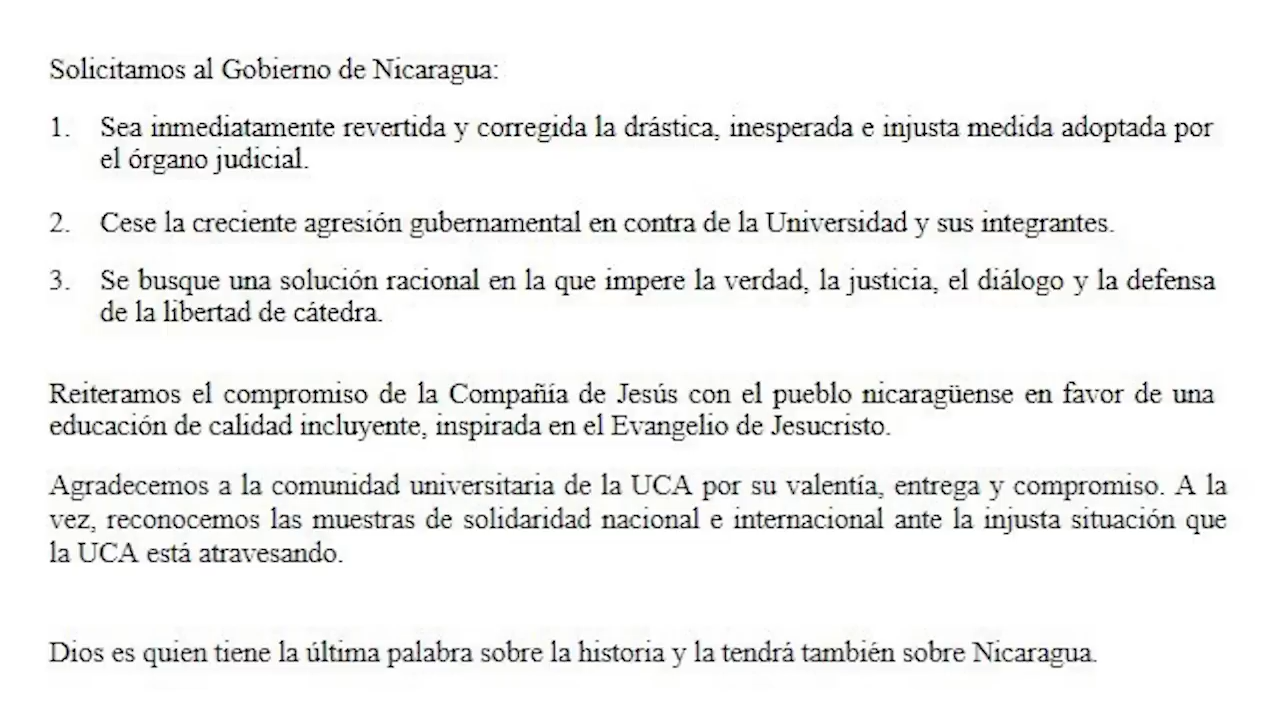 Solicitamos al Gobierno de Nicaragua:
1. Sea inmediatamente revertida y corregida la drástica, inesperada e injusta medida adoptada por
el órgano judicial.
2. Cese la creciente agresión gubernamental en contra de la Universidad y sus integrantes.
3. Se busque una solución racional en la que impere la verdad, la justicia, el diálogo y la defensa
de la libertad de cátedra.
Reiteramos el compromiso de la Compañía de Jesús con el pueblo nicaragüense en favor de una
educación de calidad incluyente, inspirada en el Evangelio de Jesucristo.
Agradecemos a la comunidad universitaria de la UCA por su valentía, entrega y compromiso. A la
vez, reconocemos las muestras de solidaridad nacional e internacional ante la injusta situación que
la UCA está atravesando.
Dios es quien tiene la última palabra sobre la historia y la tendrá también sobre Nicaragua.